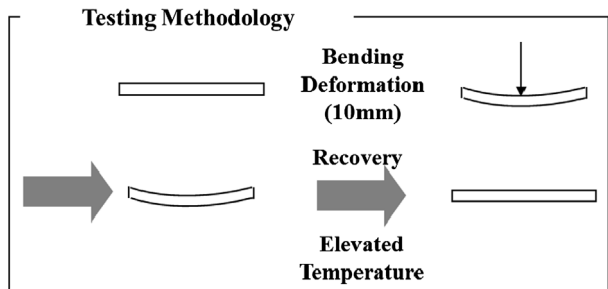 Testing Methodology
Bending
Deformation
(10mm)
Recovery
Elevated
Temperature